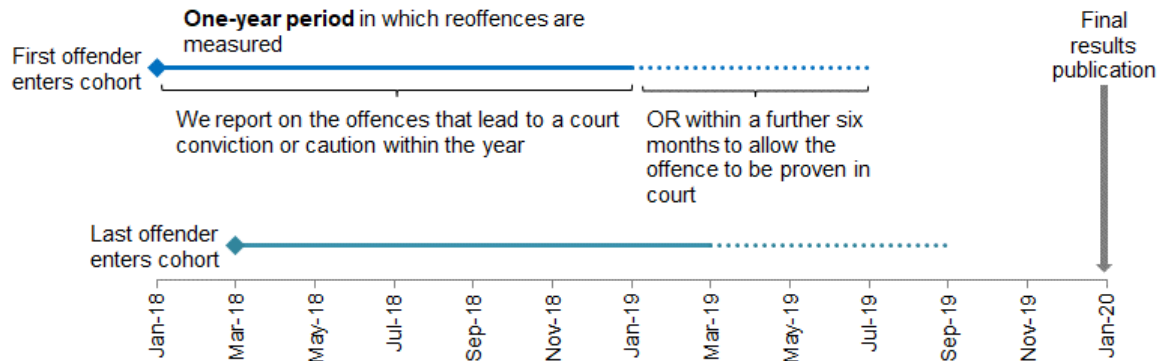 One-year period in which reoffences are
measured
First offender
enters cohort
Final
results
publication
We report on the offences that lead to a court
conviction or caution within the year
OR within a further six
months to allow the
offence to be proven in
court
Last offender
enters cohort
Jan-18
Mar-18
May-18
Jul-18
Sep-18
Nov-18
Jan-19
Mar-19
May-19
Jul-19
Sep-19
Nov-19
Jan-20